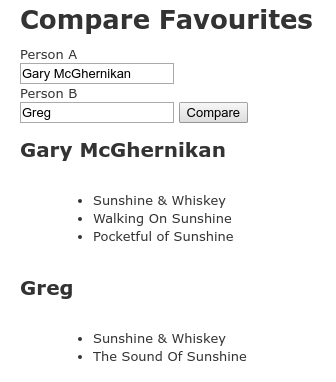 Compare Favourites
Person A
Gary McGhernikan
Person B
Greg Compare
Gary McGhernikan
Sunshine & Whiskey
Walking On Sunshine
Pocketful of Sunshine
Greg
Sunshine & Whiskey
The Sound Of Sunshine